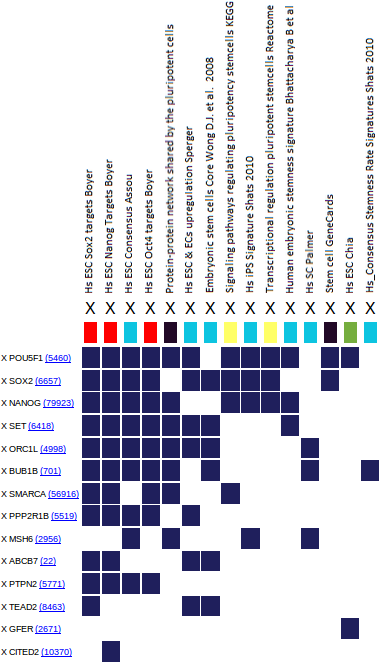 Hs ESC Sox2 targets Boyer
Hs ESC Nanog Targets Boyer
Hs ESC Consensus Assou
Hs ESC Oct4 targets Boyer
Protein-protein network shared by the pluripotent cells
Hs ESC & ECs upregulation Sperger
Embryonic stem cells Core Wong D.J. et al.  2008
Signaling pathways regulating pluripotency stemcells KEGG
Hs iPS Signature Shats 2010
Transcriptional regulation pluripotent stemcells Reactome
Human embryonic stemness signature Bhattacharya B et al
Hs SC Palmer
Stem cell GeneCards
Hs ESC Chia
Hs_Consensus Stemness Rate Signatures Shats 2010
X X X X X X X X X X X X X X X
X POU5F1 (5460)
X SOX2 (6657)
X NANOG (79923)
X SET (6418)
X ORC1L (4998)
X BUB1B (701)
X SMARCA (56916)
X PPP2R1B (5519)
X MSH6 (2956)
X ABCB7 (22)
X PTPN2 (5771)
X TEAD2 (8463)
X GFER (2671)
X CITED2 (10370)